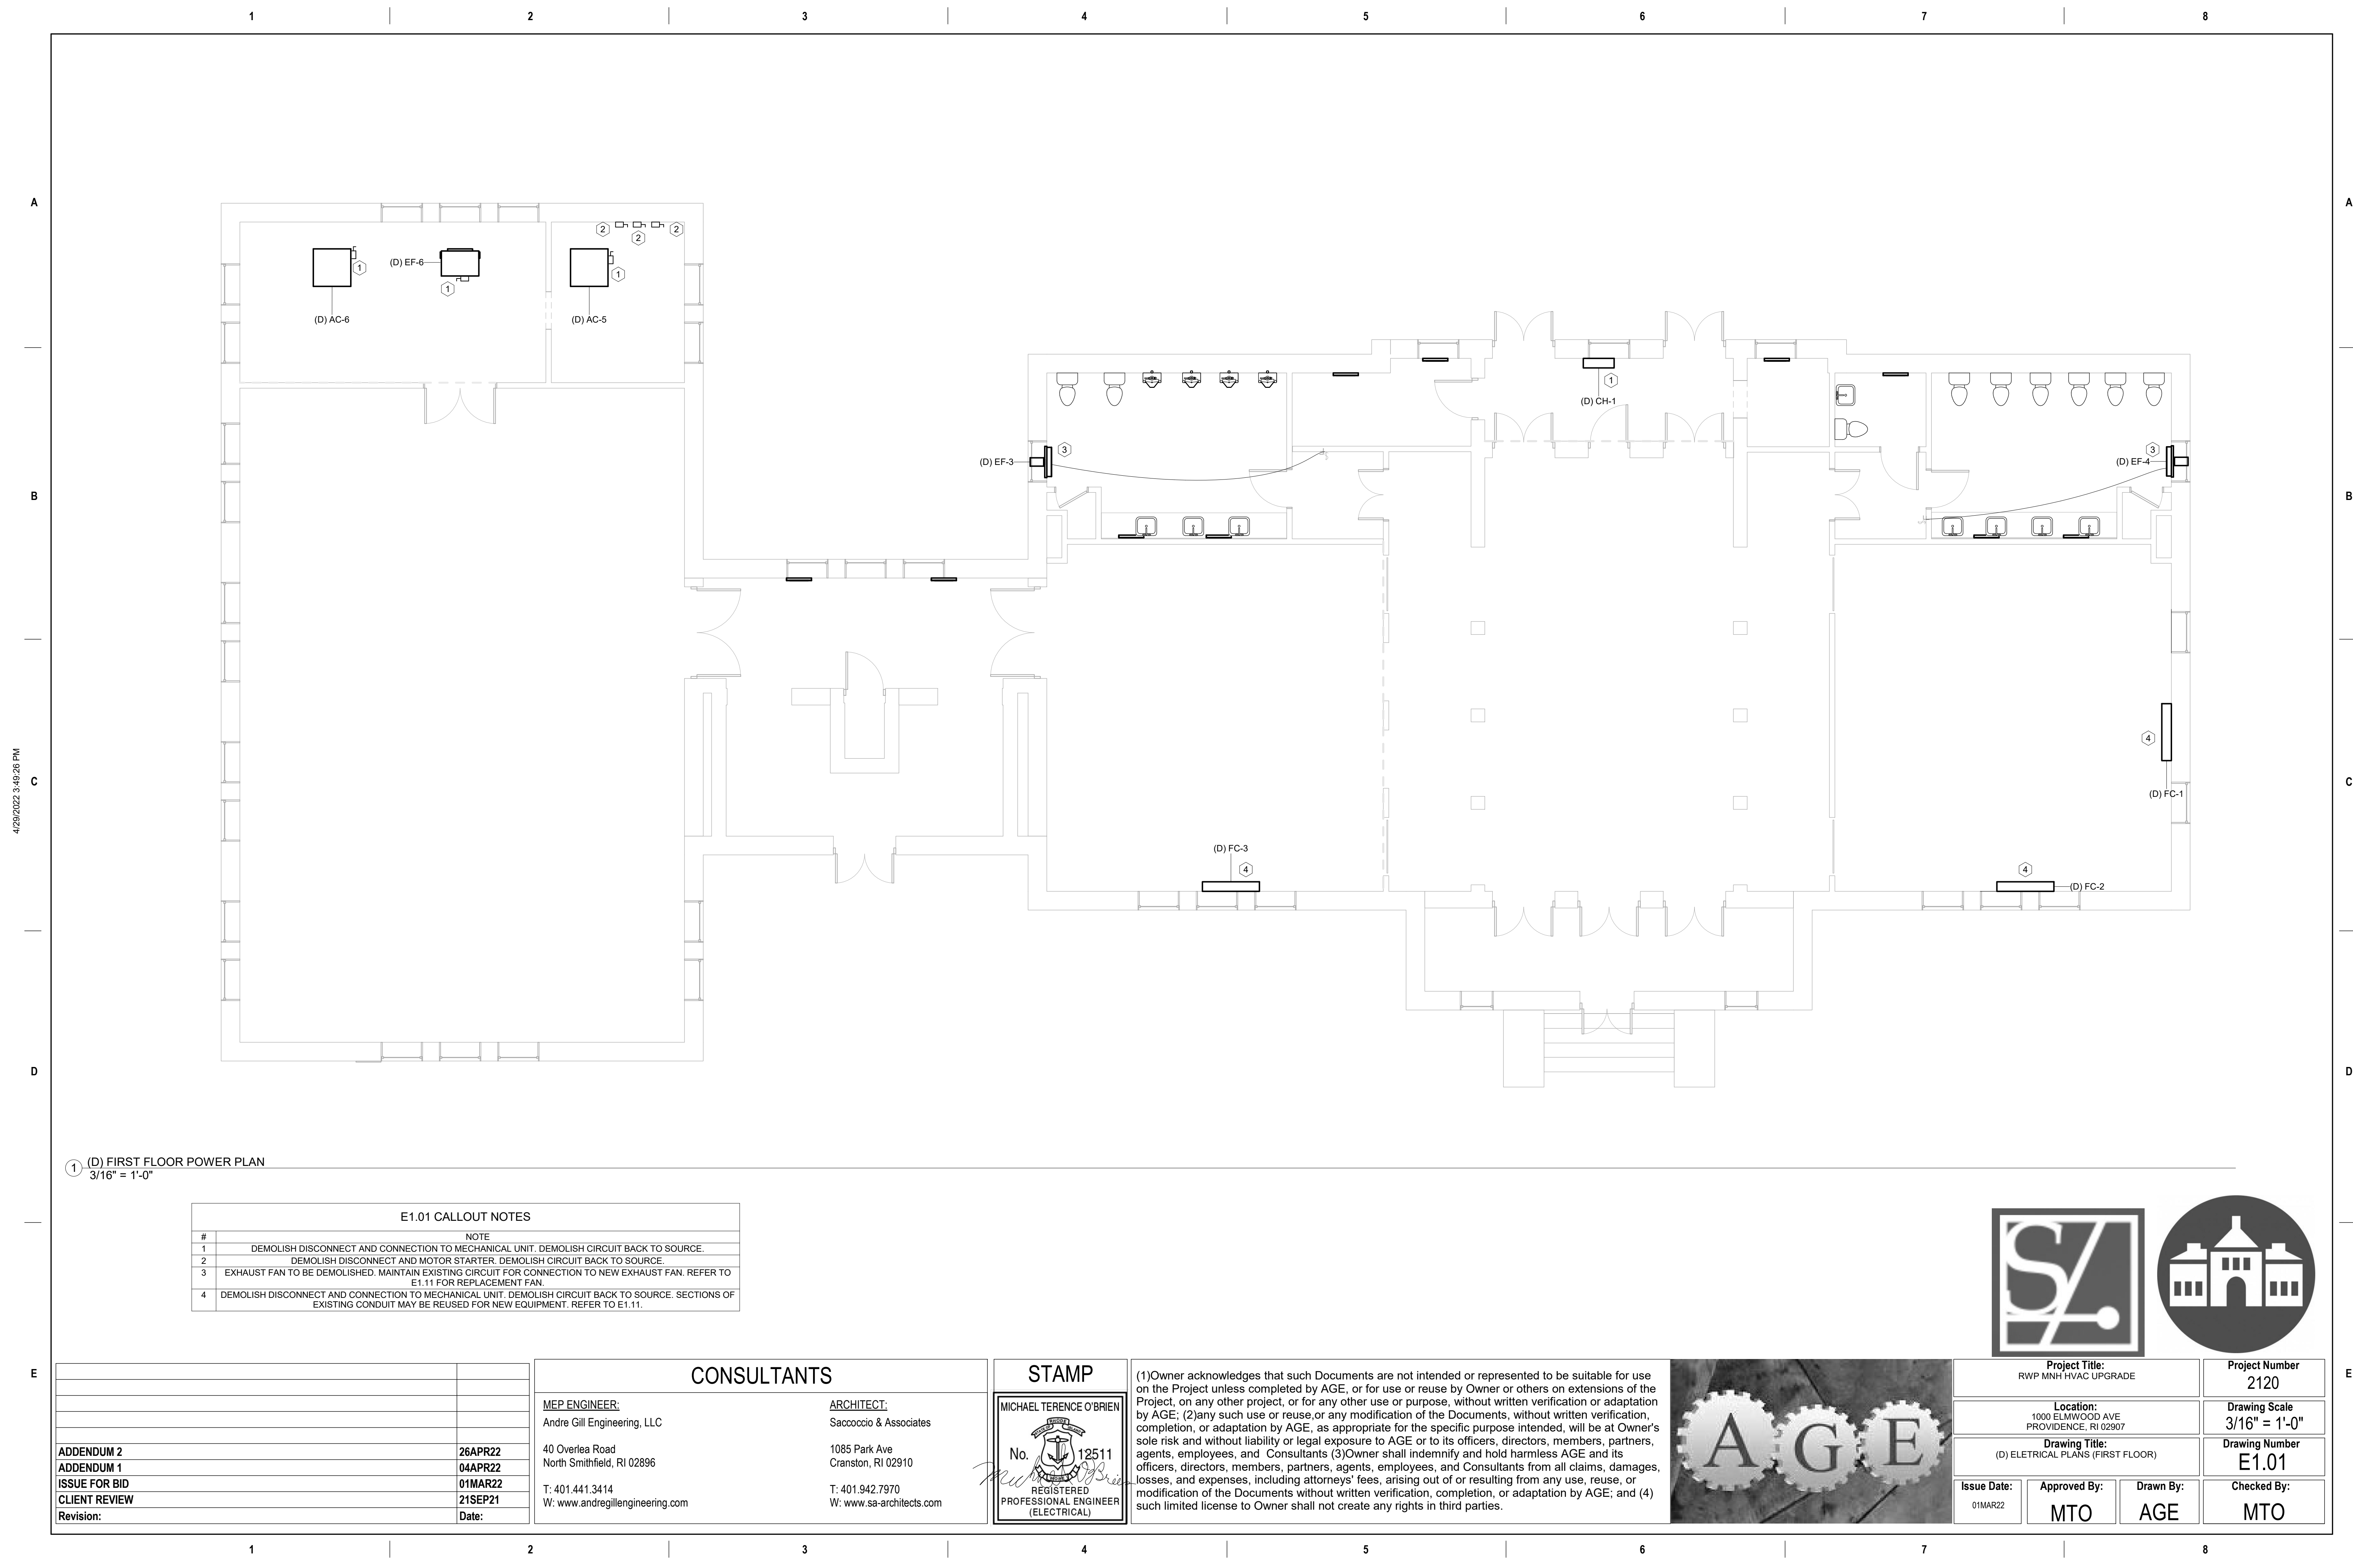 1 2 3 4 5 6 7 8
A A
B B
C C
D D
E E
4/29/2022 3:49:26 PM
2 2 2
(D) EF-6
1
1
1
(D) AC-6
(D) AC-5
1
(D) CH-1
3
(D) EF-3
3
(D) EF-4
4
(D) FC-1
(D) FC-3
4
4
(D) FC-2
1 (D) FIRST FLOOR POWER PLAN
3/16" = 1'-0"
E1.01 CALLOUT NOTES
# NOTE
1 DEMOLISH DISCONNECT AND CONNECTION TO MECHANICAL UNIT. DEMOLISH CIRCUIT BACK TO SOURCE.
2 DEMOLISH DISCONNECT AND MOTOR STARTER. DEMOLISH CIRCUIT BACK TO SOURCE.
3 EXHAUST FAN TO BE DEMOLISHED. MAINTAIN EXISTING CIRCUIT FOR CONNECTION TO NEW EXHAUST FAN. REFER TO
E1.11 FOR REPLACEMENT FAN.
4 DEMOLISH DISCONNECT AND CONNECTION TO MECHANICAL UNIT. DEMOLISH CIRCUIT BACK TO SOURCE. SECTIONS OF
EXISTING CONDUIT MAY BE REUSED FOR NEW EQUIPMENT. REFER TO E1.11.
ADDENDUM 2 26APR22
ADDENDUM 1 04APR22
ISSUE FOR BID 01MAR22
CLIENT REVIEW 21SEP21
Revision: Date:
CONSULTANTS
MEP ENGINEER:
Andre Gill Engineering, LLC
40 Overlea Road
North Smithfield, RI 02896
T: 401.441.3414
W: www.andregillengineering.com
ARCHITECT:
Saccoccio & Associates
1085 Park Ave
Cranston, RI 02910
T: 401.942.7970
W: www.sa-architects.com
STAMP
MICHAEL TERENCE O'BRIEN
No. 12511
REGISTERED
PROFESSIONAL ENGINEER
(ELECTRICAL)
(1)Owner acknowledges that such Documents are not intended or represented to be suitable for use
on the Project unless completed by AGE, or for use or reuse by Owner or others on extensions of the
Project, on any other project, or for any other use or purpose, without written verification or adaptation
by AGE; (2)any such use or reuse,or any modification of the Documents, without written verification,
completion, or adaptation by AGE, as appropriate for the specific purpose intended, will be at Owner's
sole risk and without liability or legal exposure to AGE or to its officers, directors, members, partners,
agents, employees, and Consultants (3)Owner shall indemnify and hold harmless AGE and its
officers, directors, members, partners, agents, employees, and Consultants from all claims, damages,
losses, and expenses, including attorneys' fees, arising out of or resulting from any use, reuse, or
modification of the Documents without written verification, completion, or adaptation by AGE; and (4)
such limited license to Owner shall not create any rights in third parties.
A G E
Project Title:
RWP MNH HVAC UPGRADE
Location:
1000 ELMWOOD AVE
PROVIDENCE, RI 02907
Drawing Title:
(D) ELETRICAL PLANS (FIRST FLOOR)
Issue Date:
01MAR22
Approved By:
MTO
Drawn By:
AGE
Project Number
2120
Drawing Scale
3/16" = 1'-0"
Drawing Number
E1.01
Checked By:
MTO
1 2 3 4 5 6 7 8